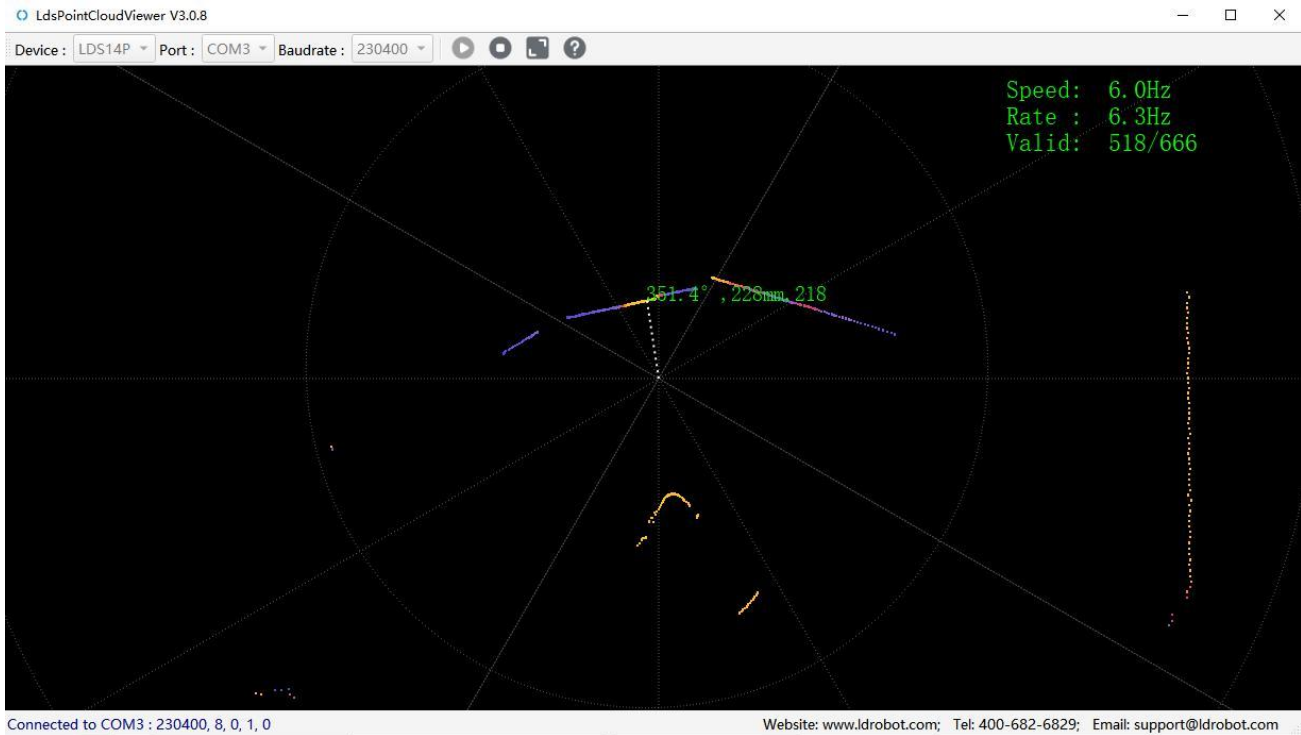 LdsPointCloudViewer V3.0.8
Device : LDS14P Port : COM3 Baudrate : 230400
Speed: 6.0Hz
Rate : 6.3Hz
Valid: 518/666
351.4° ,228mm,218
Connected to COM3 : 230400, 8, 0, 1, 0 Website: www.ldrobot.com; Tel: 400-682-6829; Email: support@ldrobot.com